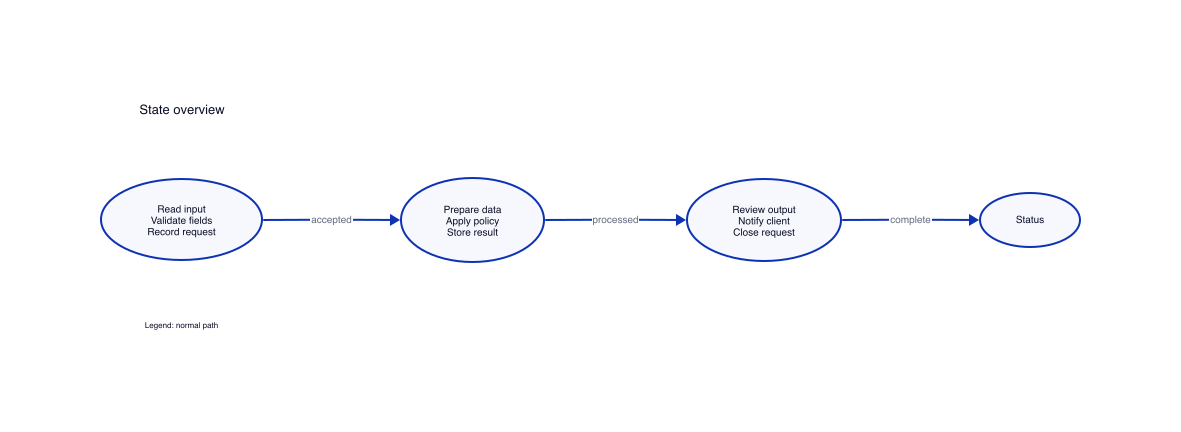 State overview
Read input
Validate fields
Record request
accepted
Prepare data
Apply policy
Store result
processed
Review output
Notify client
Close request
complete
Status
Legend: normal path